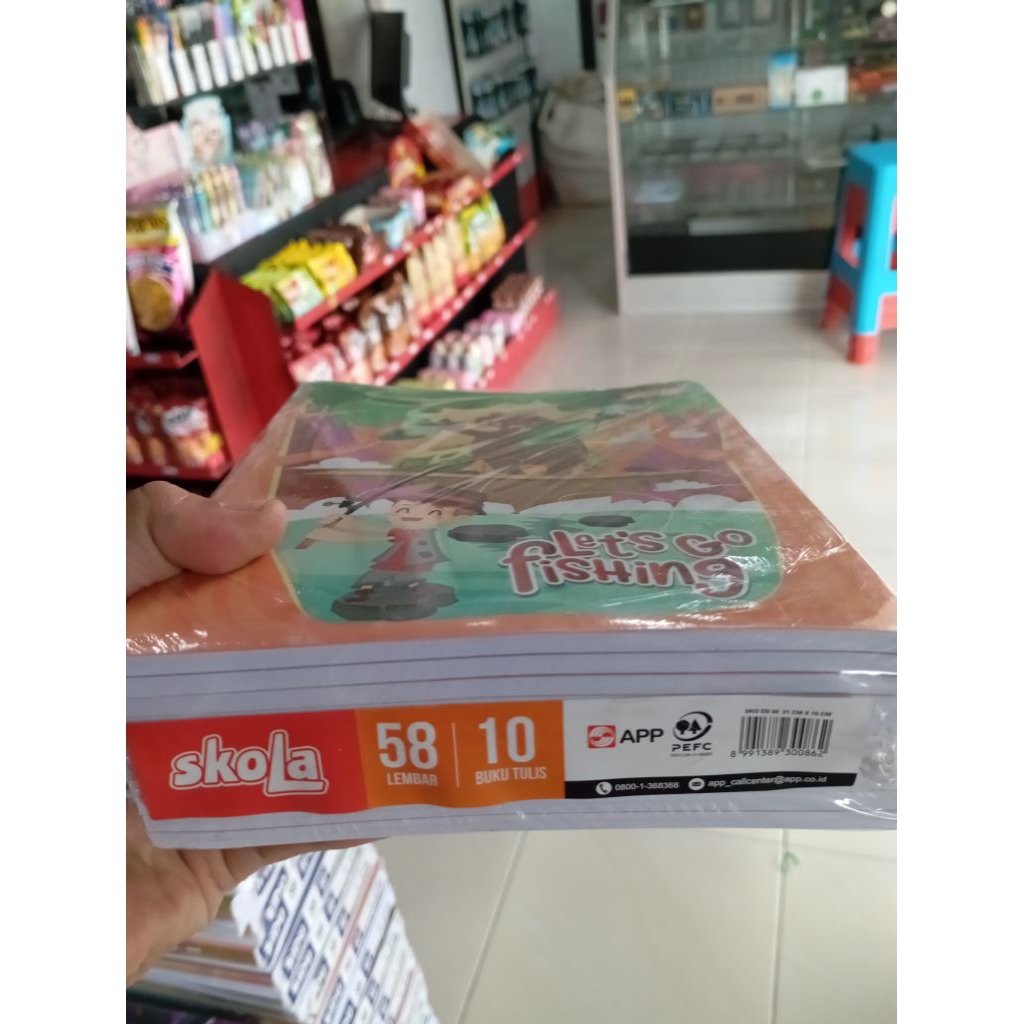 Let's Go
fishing
skoLa
58
LEMBAR
10
BUKU TULIS
APP
PEFC
8 991389 300862
0800-1-368368
app_callcenter@app.co.id